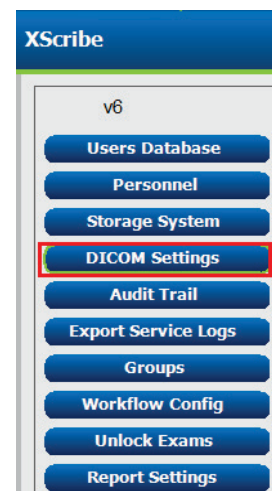 XScribe
v6
Users Database
Personnel
Storage System
DICOM Settings
Audit Trail
Export Service Logs
Groups
Workflow Config
Unlock Exams
Report Settings